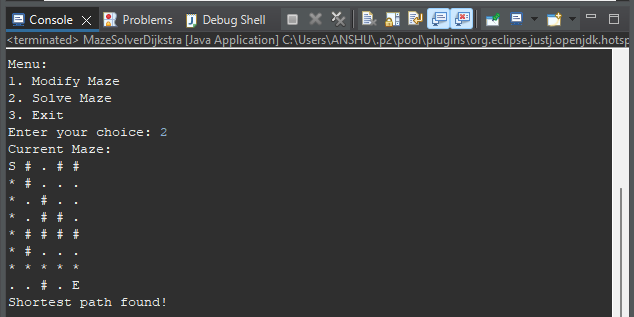 Console Problems Debug Shell
<terminated> MazeSolverDijkstra [Java Application] C:\Users\ANSHU\.p2\pool\plugins\org.eclipse.justj.openjdk.hotsp
Menu:
1. Modify Maze
2. Solve Maze
3. Exit
Enter your choice: 2
Current Maze:
S # . # #
* # . . .
* . # . .
* . # # .
* # # # #
* # . . .
* * * * *
. . # . E
Shortest path found!